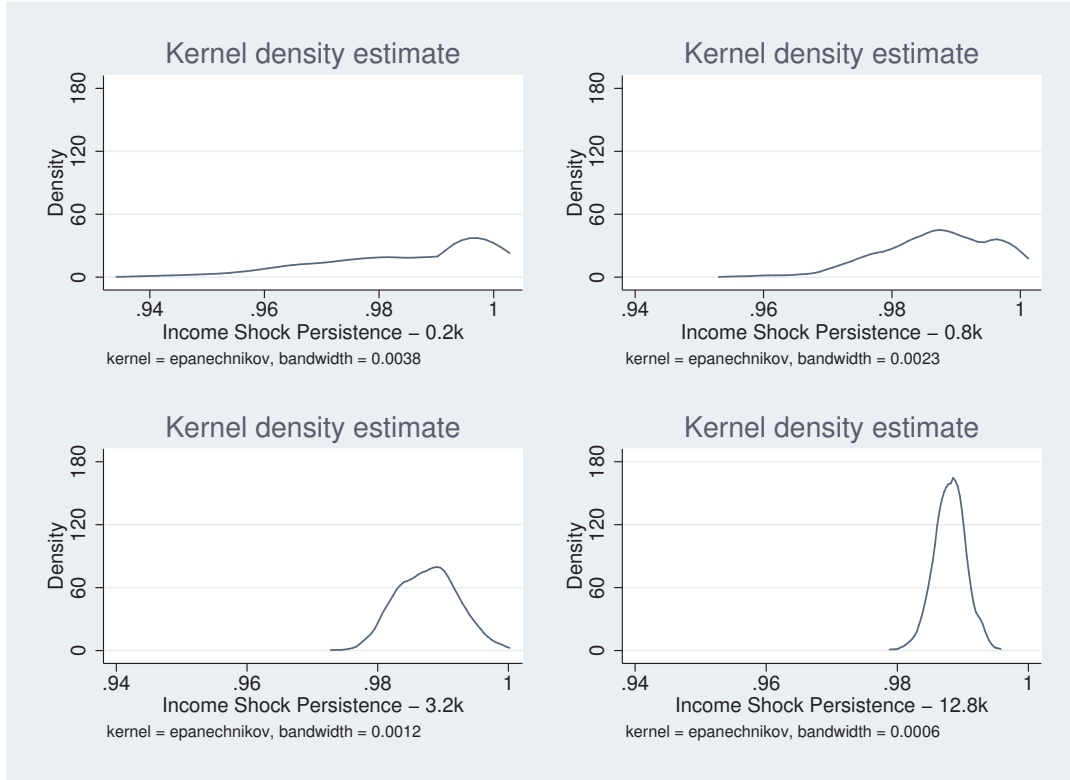 Kernel density estimate
Density
180
120
60
0
.94 .96 .98 1
Income Shock Persistence – 0.2k
kernel = epanechnikov, bandwidth = 0.0038
Kernel density estimate
Density
180
120
60
0
.94 .96 .98 1
Income Shock Persistence – 0.8k
kernel = epanechnikov, bandwidth = 0.0023
Kernel density estimate
Density
180
120
60
0
.94 .96 .98 1
Income Shock Persistence – 3.2k
kernel = epanechnikov, bandwidth = 0.0012
Kernel density estimate
Density
180
120
60
0
.94 .96 .98 1
Income Shock Persistence – 12.8k
kernel = epanechnikov, bandwidth = 0.0006